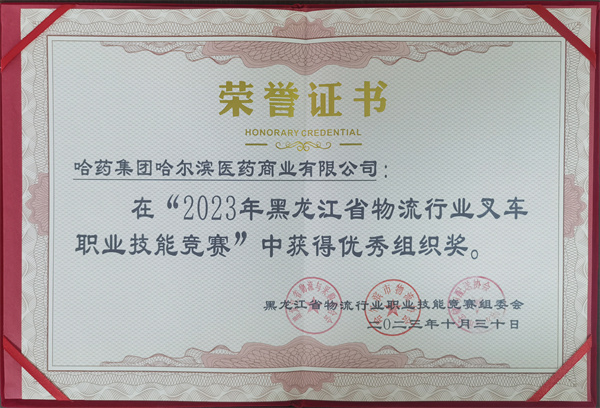 荣誉证书
HONORARY CREDENTIAL
哈药集团哈尔滨医药商业有限公司：
在“2023年黑龙江省物流行业叉车
职业技能竞赛”中获得优秀组织奖。
黑龙江省物流行业职业技能竞赛组委会
二〇二三年十月三十日